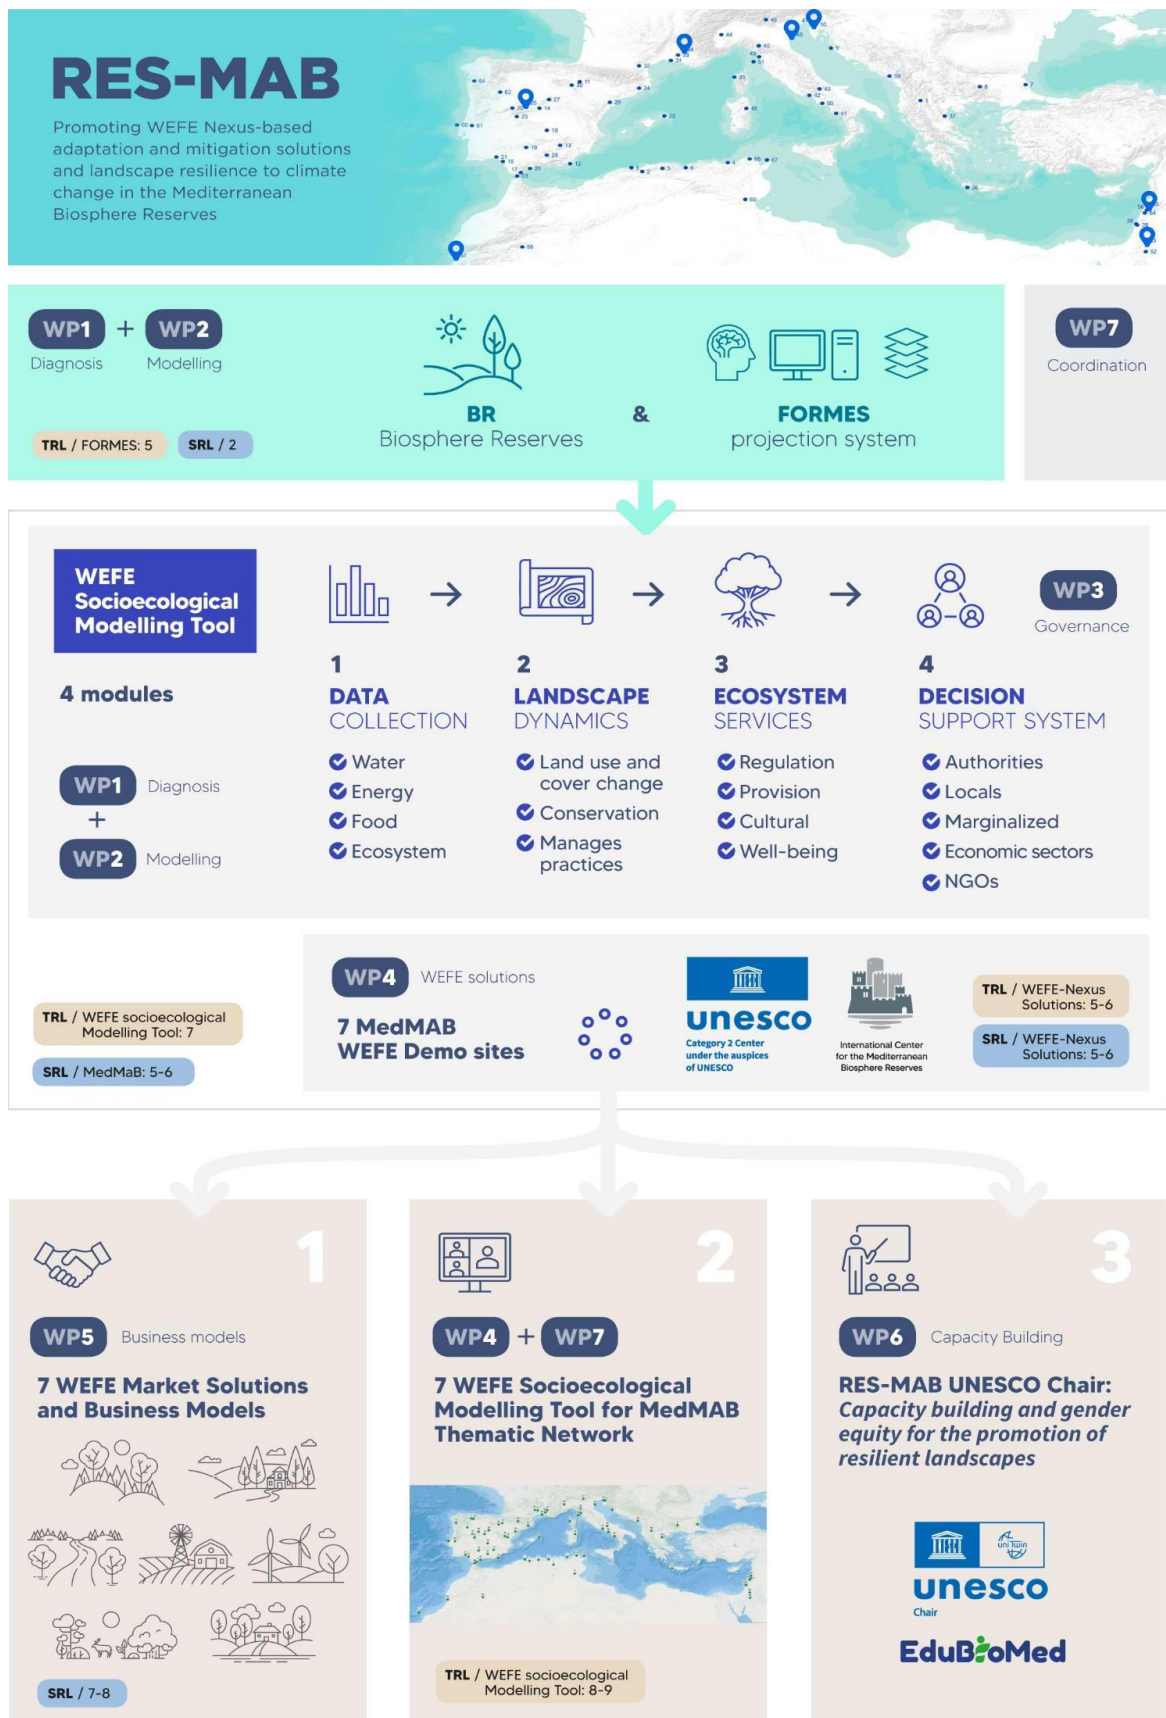 RES-MAB
Promoting WEFE Nexus-based
adaptation and mitigation solutions
and landscape resilience to climate
change in the Mediterranean
Biosphere Reserves
WP1 + WP2
Diagnosis Modelling
TRL / FORMES: 5 SRL / 2
BR & FORMES
Biosphere Reserves projection system
WP7
Coordination
WEFE
Socioecological
Modelling Tool
4 modules
WP1 Diagnosis
+
WP2 Modelling
1
DATA
COLLECTION
Water
Energy
Food
Ecosystem
2
LANDSCAPE
DYNAMICS
Land use and
cover change
Conservation
Manages
practices
3
ECOSYSTEM
SERVICES
Regulation
Provision
Cultural
Well-being
4
DECISION
SUPPORT SYSTEM
Authorities
Locals
Marginalized
Economic sectors
NGOs
WP3
Governance
TRL / WEFE socioecological
Modelling Tool: 7
SRL / MedMaB: 5-6
WP4 WEFE solutions
7 MedMAB
WEFE Demo sites
unesco
Category 2 Center
under the auspices
of UNESCO
International Center
for the Mediterranean
Biosphere Reserves
TRL / WEFE-Nexus
Solutions: 5-6
SRL / WEFE-Nexus
Solutions: 5-6
1
WP5 Business models
7 WEFE Market Solutions
and Business Models
SRL / 7-8
2
WP4 + WP7
7 WEFE Socioecological
Modelling Tool for MedMAB
Thematic Network
TRL / WEFE socioecological
Modelling Tool: 8-9
3
WP6 Capacity Building
RES-MAB UNESCO Chair:
Capacity building and gender
equity for the promotion of
resilient landscapes
uni twin
unesco
Chair
EduBioMed